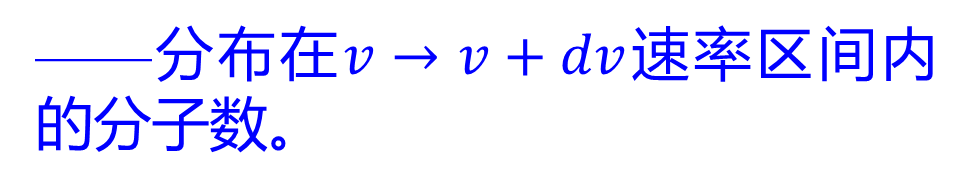 ——分布在v → v + dv速率区间内
的分子数。